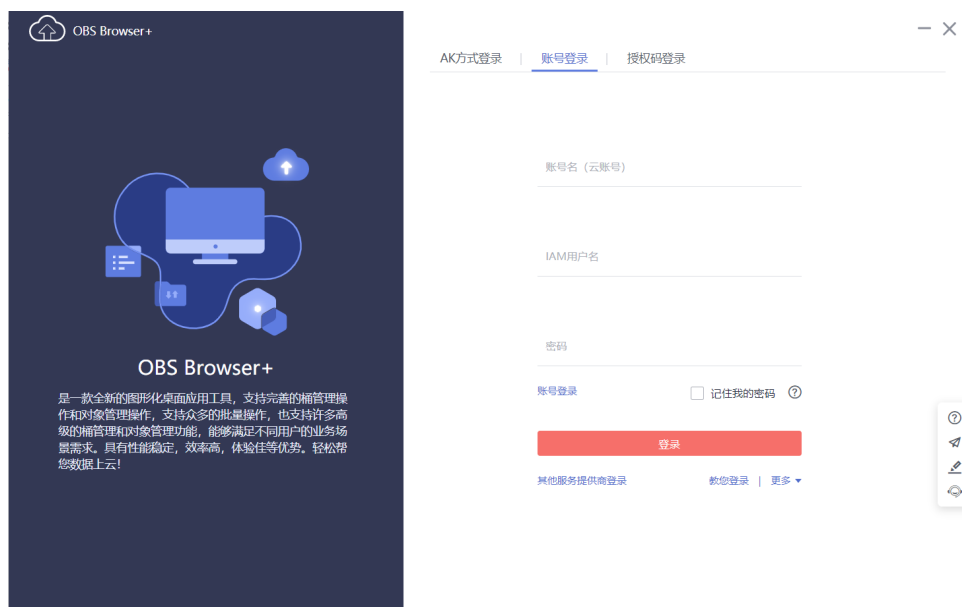 OBS Browser+
AK方式登录 | 账号登录 | 授权码登录
账号名（云账号）
IAM用户名
密码
账号登录
记住我的密码
登录
其他服务提供商登录
教您登录 | 更多
OBS Browser+
是一款全新的图形化桌面应用工具，支持完善的桶管理操
作和对象管理操作，支持众多的批量操作，也支持许多高
级的桶管理和对象管理功能，能够满足不同用户的业务场
景需求。具有性能稳定，效率高，体验佳等优势。轻松帮
您数据上云！